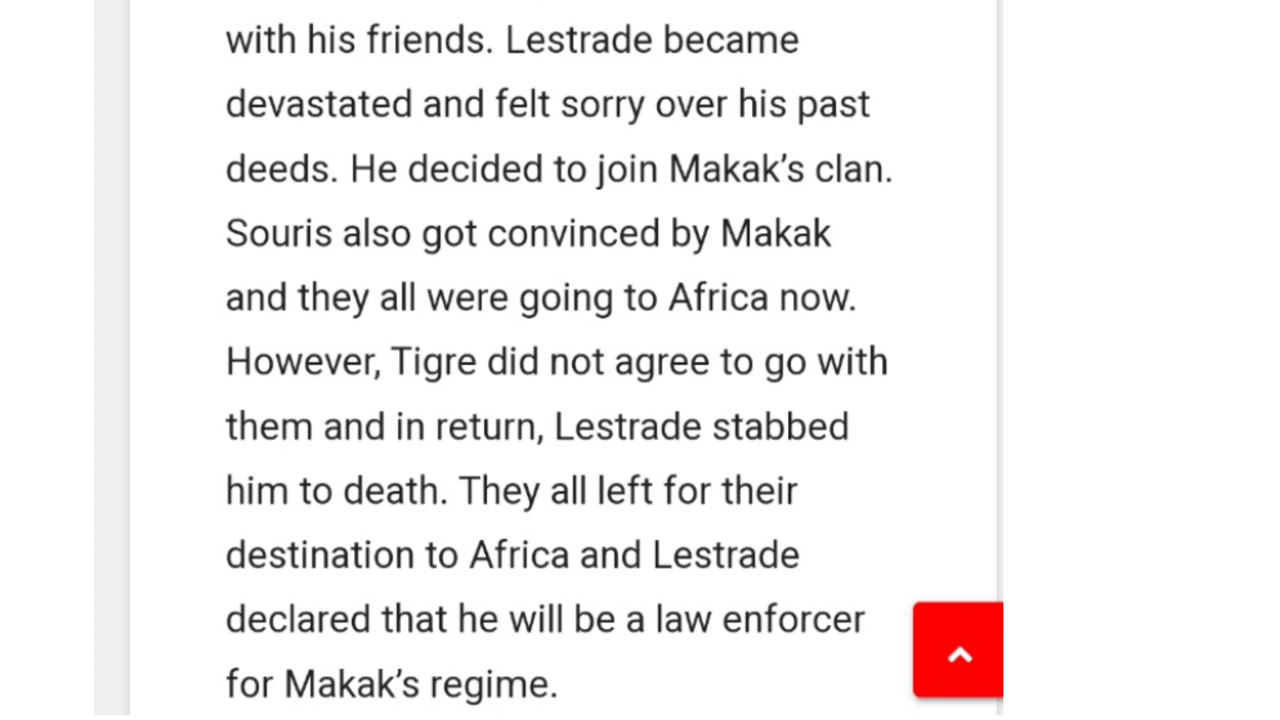 with his friends. Lestrade became
devastated and felt sorry over his past
deeds. He decided to join Makak’s clan.
Souris also got convinced by Makak
and they all were going to Africa now.
However, Tigre did not agree to go with
them and in return, Lestrade stabbed
him to death. They all left for their
destination to Africa and Lestrade
declared that he will be a law enforcer
for Makak’s regime.